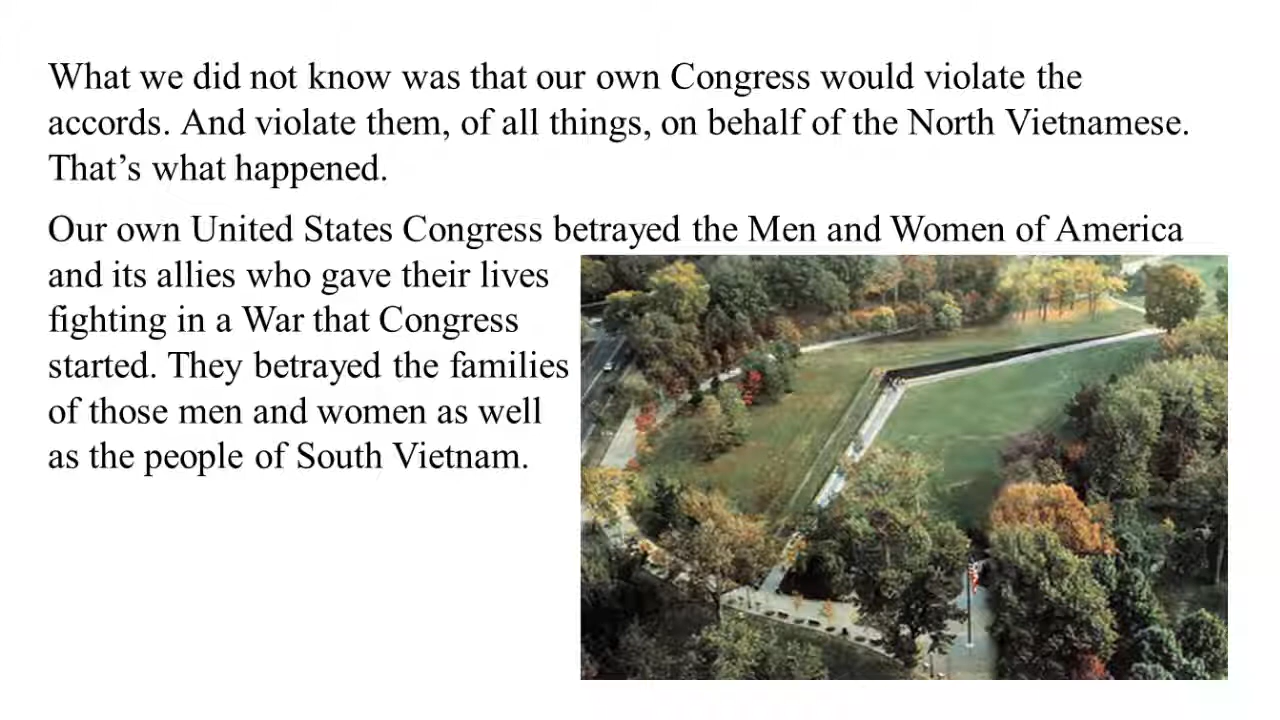 What we did not know was that our own Congress would violate the
accords. And violate them, of all things, on behalf of the North Vietnamese.
That’s what happened.
Our own United States Congress betrayed the Men and Women of America
and its allies who gave their lives
fighting in a War that Congress
started. They betrayed the families
of those men and women as well
as the people of South Vietnam.